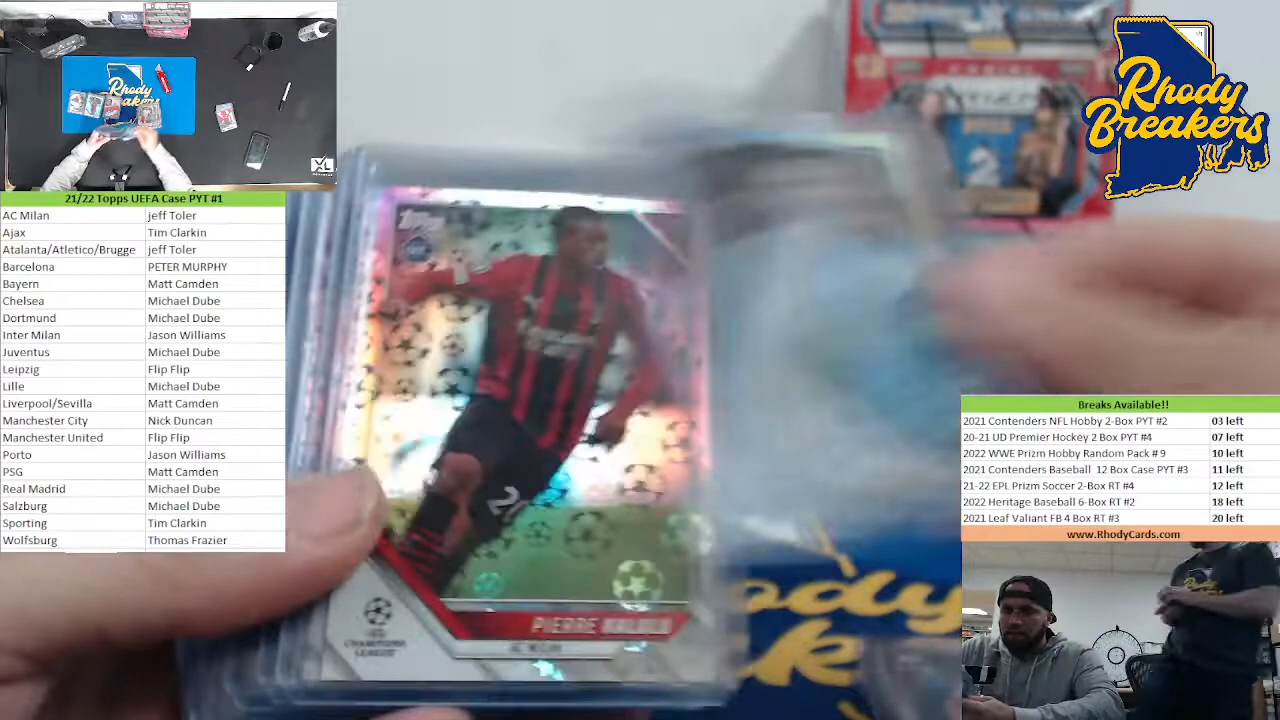 21/22 Topps UEFA Case PYT #1
AC Milan jeff Toler
Ajax Tim Clarkin
Atalanta/Atletico/Brugge jeff Toler
Barcelona PETER MURPHY
Bayern Matt Camden
Chelsea Michael Dube
Dortmund Michael Dube
Inter Milan Jason Williams
Juventus Michael Dube
Leipzig Flip Flip
Lille Michael Dube
Liverpool/Sevilla Matt Camden
Manchester City Nick Duncan
Manchester United Flip Flip
Porto Jason Williams
PSG Matt Camden
Real Madrid Michael Dube
Salzburg Michael Dube
Sporting Tim Clarkin
Wolfsburg Thomas Frazier
Topps
PIERRE KALULU
AC MILAN
CHAMPIONS
LEAGUE
Rhody
Breakers
Breaks Available!!
2021 Contenders NFL Hobby 2-Box PYT #2 03 left
20-21 UD Premier Hockey 2 Box PYT #4 07 left
2022 WWE Prizm Hobby Random Pack # 9 10 left
2021 Contenders Baseball 12 Box Case PYT #3 11 left
21-22 EPL Prizm Soccer 2-Box RT #4 12 left
2022 Heritage Baseball 6-Box RT #2 18 left
2021 Leaf Valiant FB 4 Box RT #3 20 left
www.RhodyCards.com